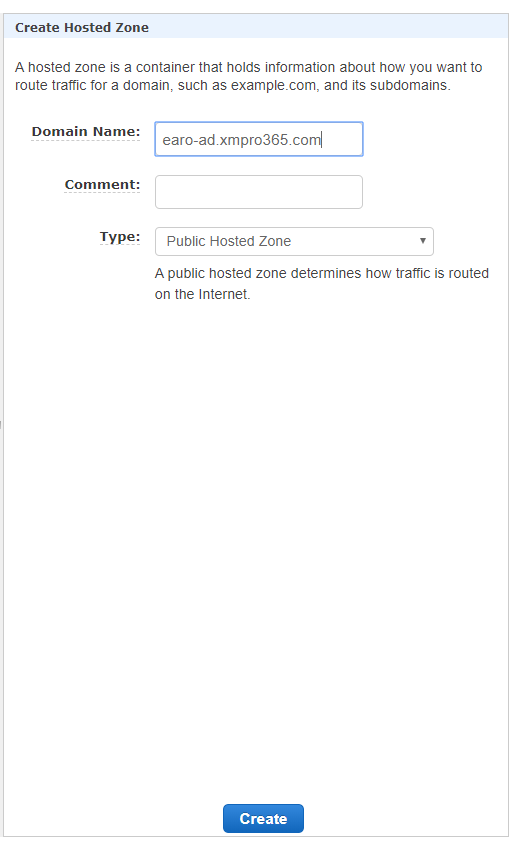 Create Hosted Zone
A hosted zone is a container that holds information about how you want to
route traffic for a domain, such as example.com, and its subdomains.
Domain Name: earo-ad.xmpro365.com
Comment:
Type: Public Hosted Zone
A public hosted zone determines how traffic is routed
on the Internet.
Create